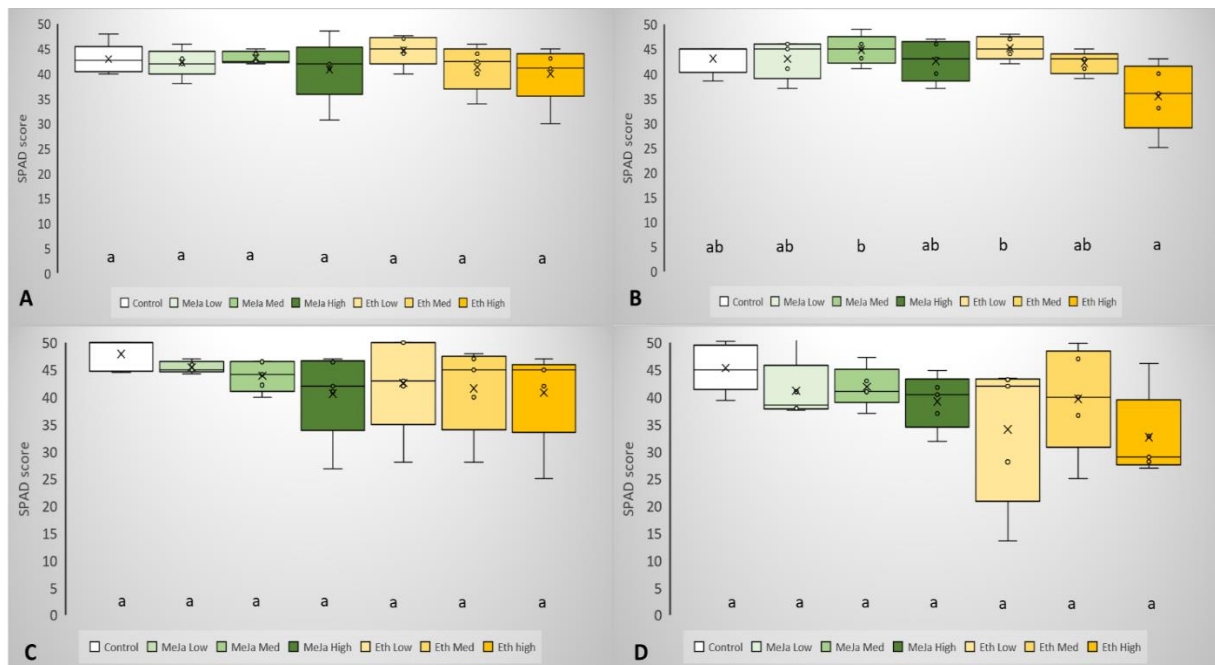 50
45
40
35
30
25
20
15
10
5
0
SPAD score
a a a a a a a
A
Control MeJa Low MeJa Med MeJa High Eth Low Eth Med Eth High
50
45
40
35
30
25
20
15
10
5
0
SPAD score
ab ab b ab b ab a
B
Control MeJa Low MeJa Med MeJa High Eth Low Eth Med Eth High
50
45
40
35
30
25
20
15
10
5
0
SPAD score
a a a a a a a
C
Control MeJa Low MeJa Med MeJa High Eth Low Eth Med Eth high
50
45
40
35
30
25
20
15
10
5
0
SPAD score
a a a a a a a
D
Control MeJa Low MeJa Med MeJa High Eth Low Eth Med Eth High